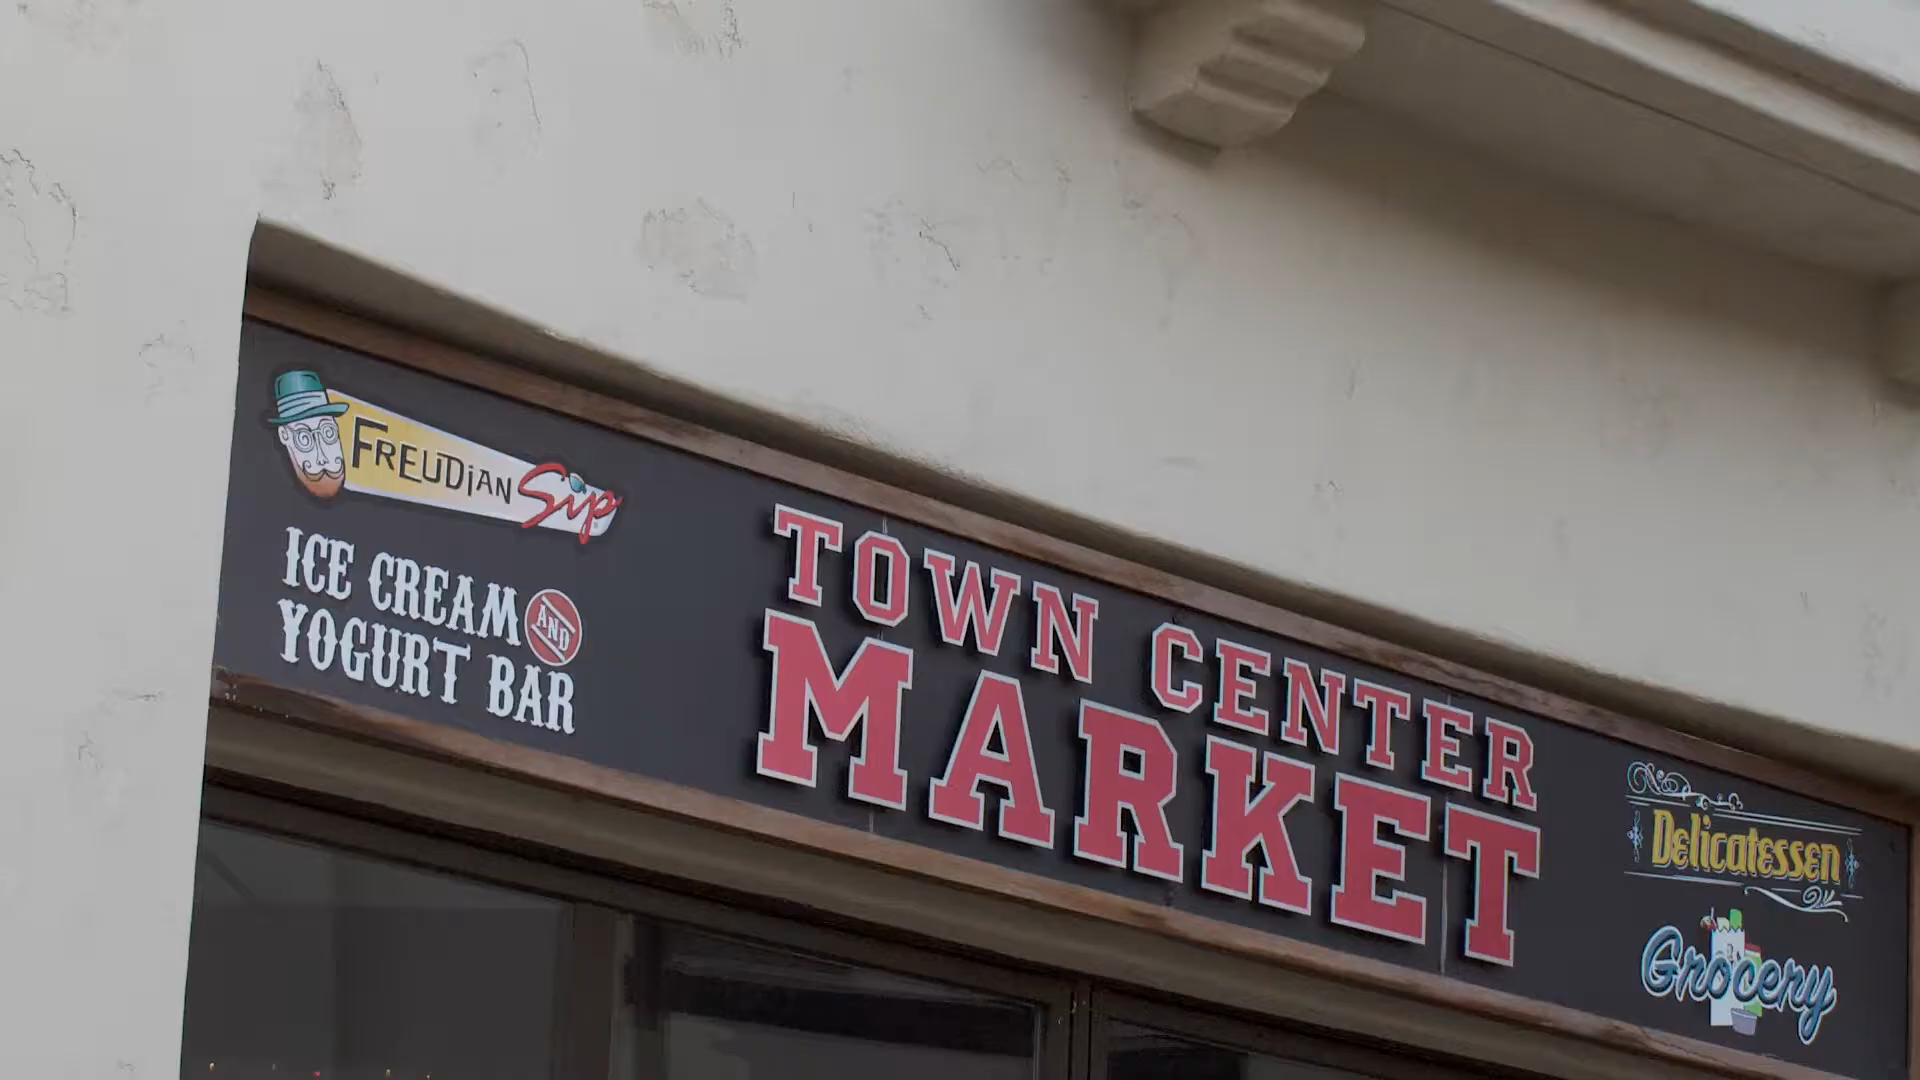 FREUDiAN Sip
ICE CREAM AND
YOGURT BAR
TOWN CENTER
MARKET
Delicatessen
Grocery